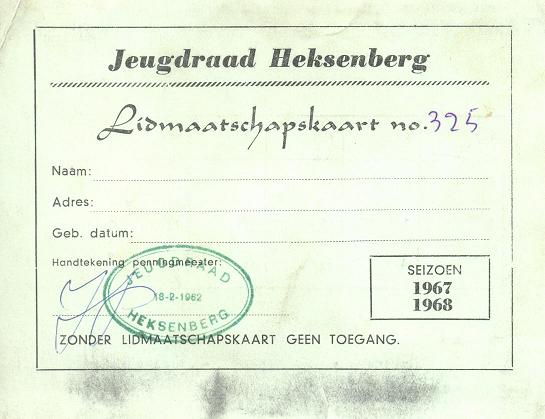 Jeugdraad Heksenberg
Lidmaatschapskaart no. 325
Naam:
Adres:
Geb. datum:
Handtekening penningmeester:
JEUGDRAAD
18-2-1962
HEKSENBERG
SEIZOEN
1967
1968
ZONDER LIDMAATSCHAPSKAART GEEN TOEGANG.